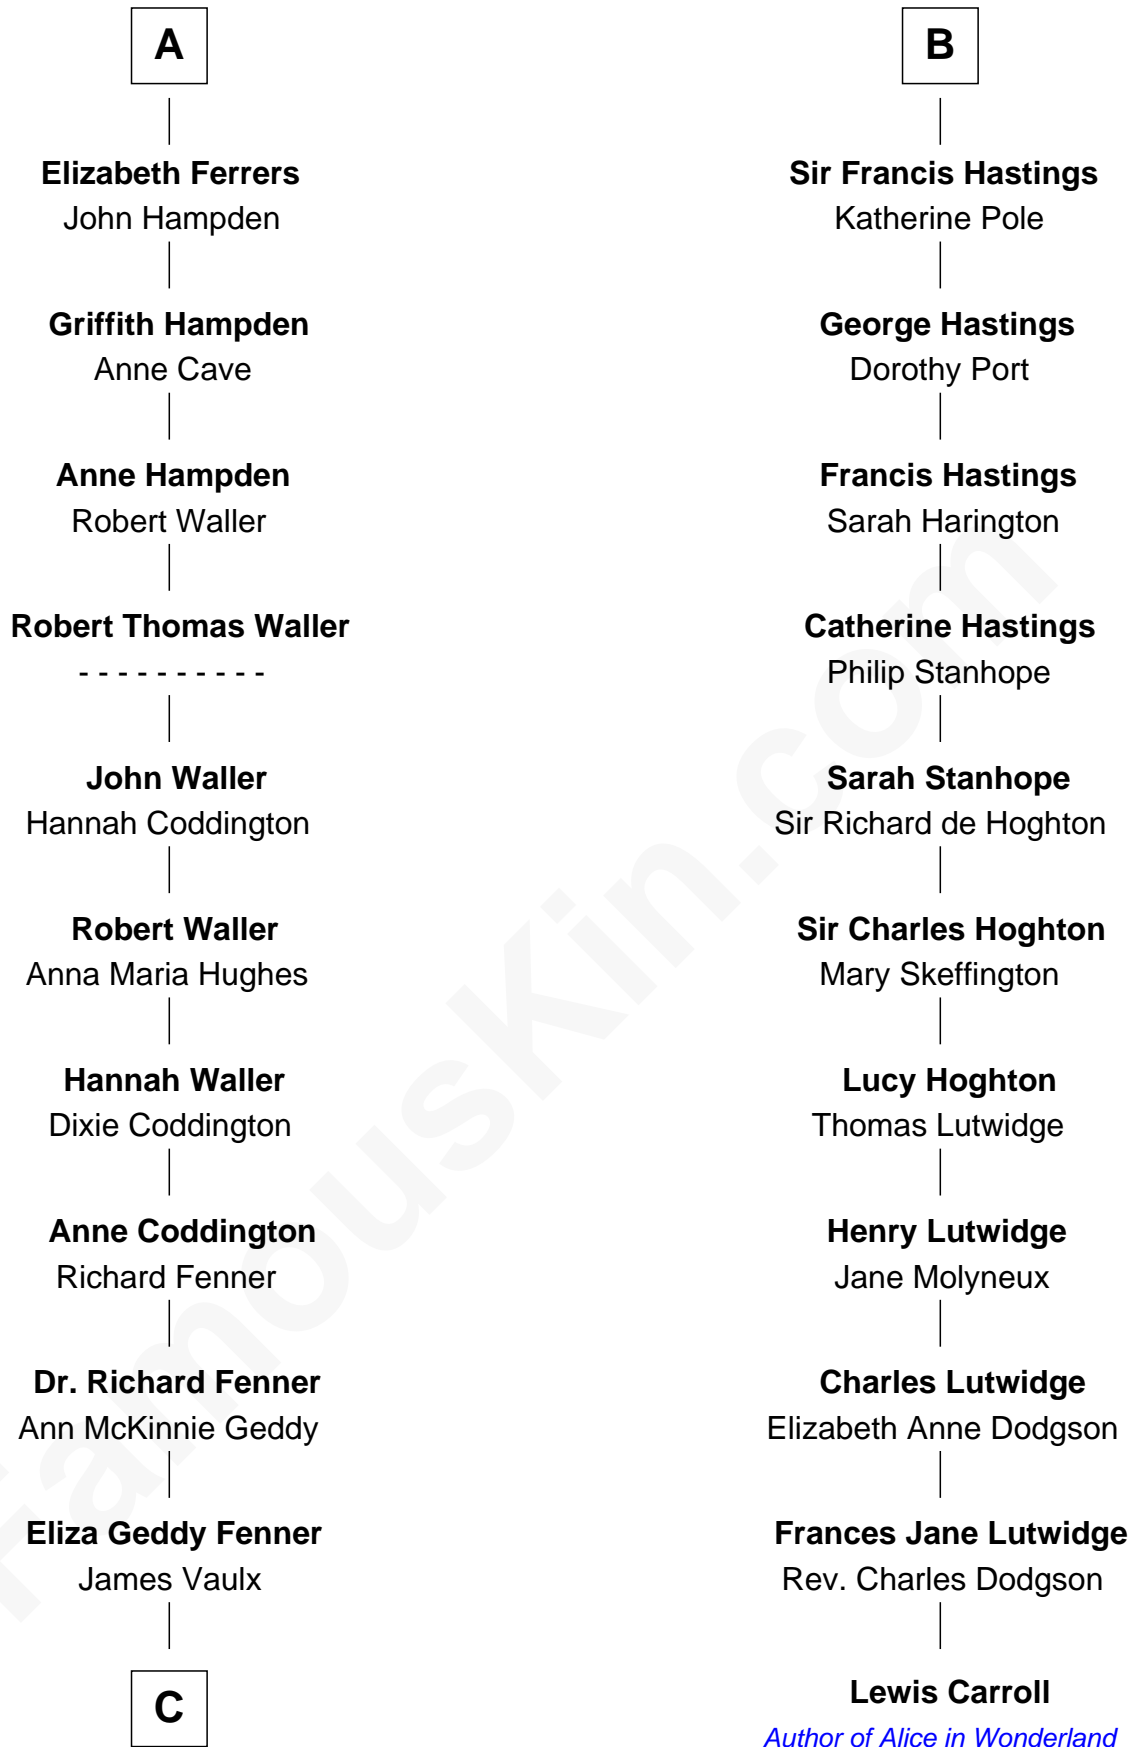 A
Elizabeth Ferrers
John Hampden
Griffith Hampden
Anne Cave
Anne Hampden
Robert Waller
Robert Thomas Waller
- - - - - - - - - -
John Waller
Hannah Coddington
Robert Waller
Anna Maria Hughes
Hannah Waller
Dixie Coddington
Anne Coddington
Richard Fenner
Dr. Richard Fenner
Ann McKinnie Geddy
Eliza Geddy Fenner
James Vaulx
C
B
Sir Francis Hastings
Katherine Pole
George Hastings
Dorothy Port
Francis Hastings
Sarah Harington
Catherine Hastings
Philip Stanhope
Sarah Stanhope
Sir Richard de Hoghton
Sir Charles Hoghton
Mary Skeffington
Lucy Hoghton
Thomas Lutwidge
Henry Lutwidge
Jane Molyneux
Charles Lutwidge
Elizabeth Anne Dodgson
Frances Jane Lutwidge
Rev. Charles Dodgson
Lewis Carroll
Author of Alice in Wonderland
FamousKin.com